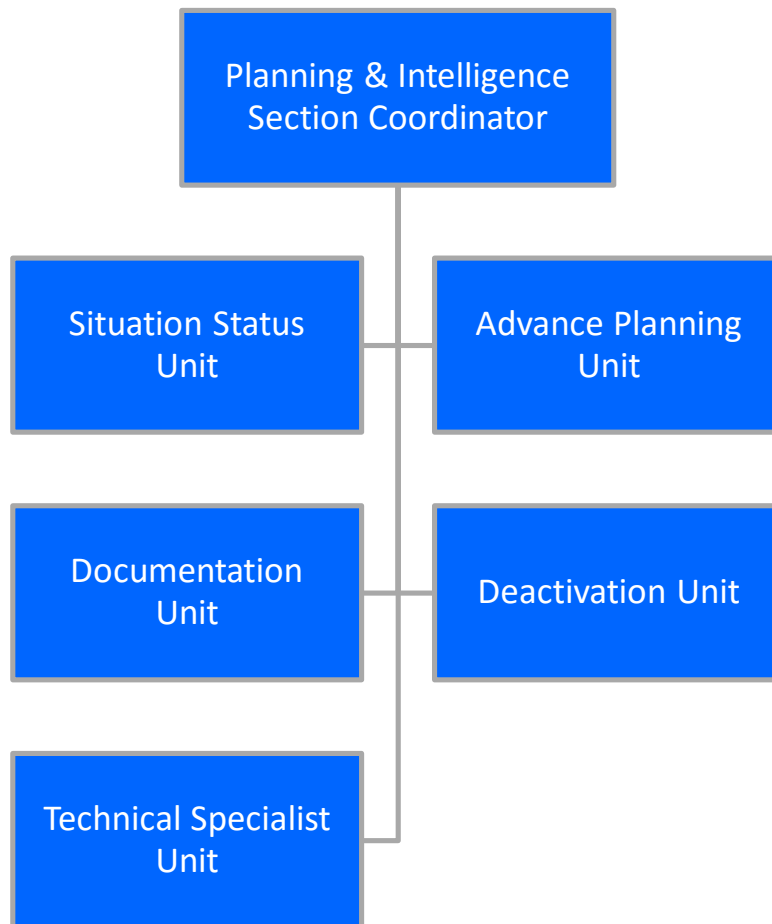 Planning & Intelligence
Section Coordinator
Situation Status
Unit
Advance Planning
Unit
Documentation
Unit
Deactivation Unit
Technical Specialist
Unit